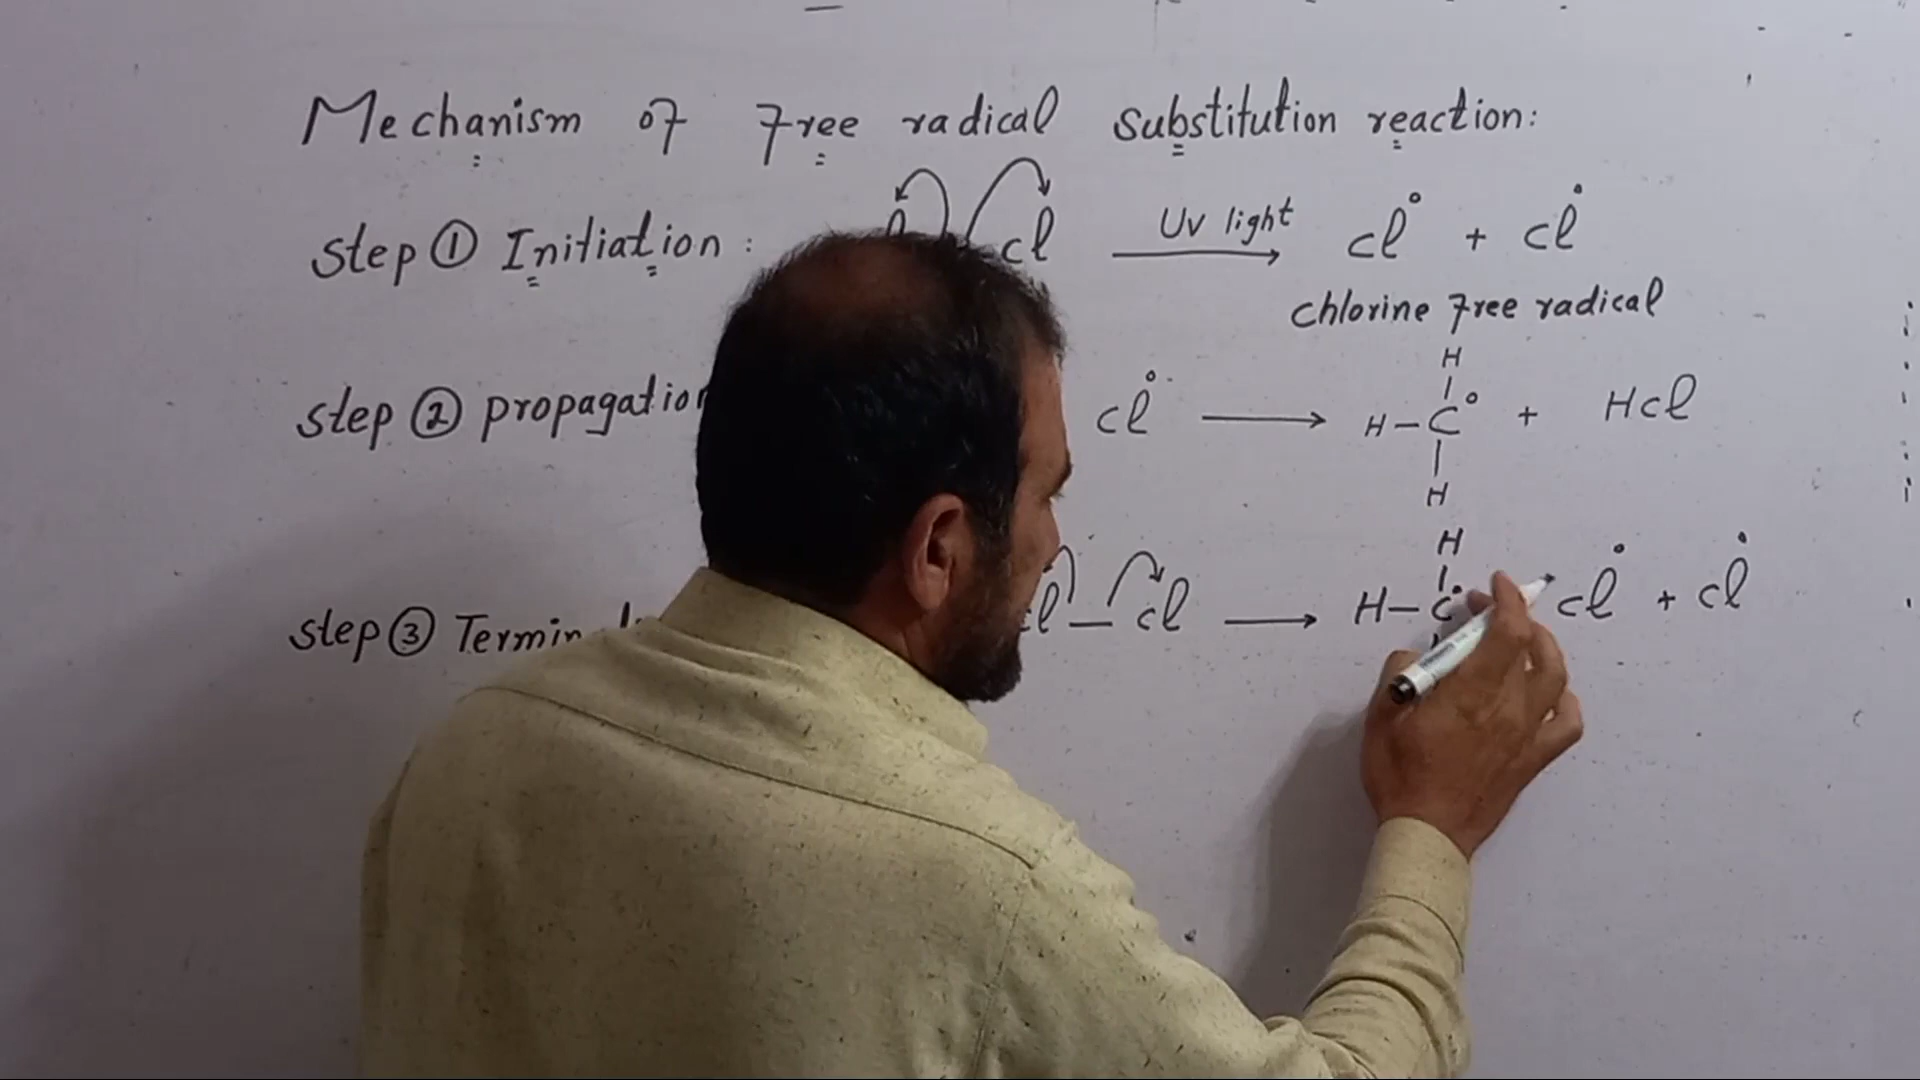 Mechanism of Free radical substitution reaction:
step ① Initiation : cl UV light cl° + cl•
chlorine Free radical
H
step ② propagation cl• → H-C° + Hcl
H
H
step ③ Termin cl - cl → H-C• cl• + cl•